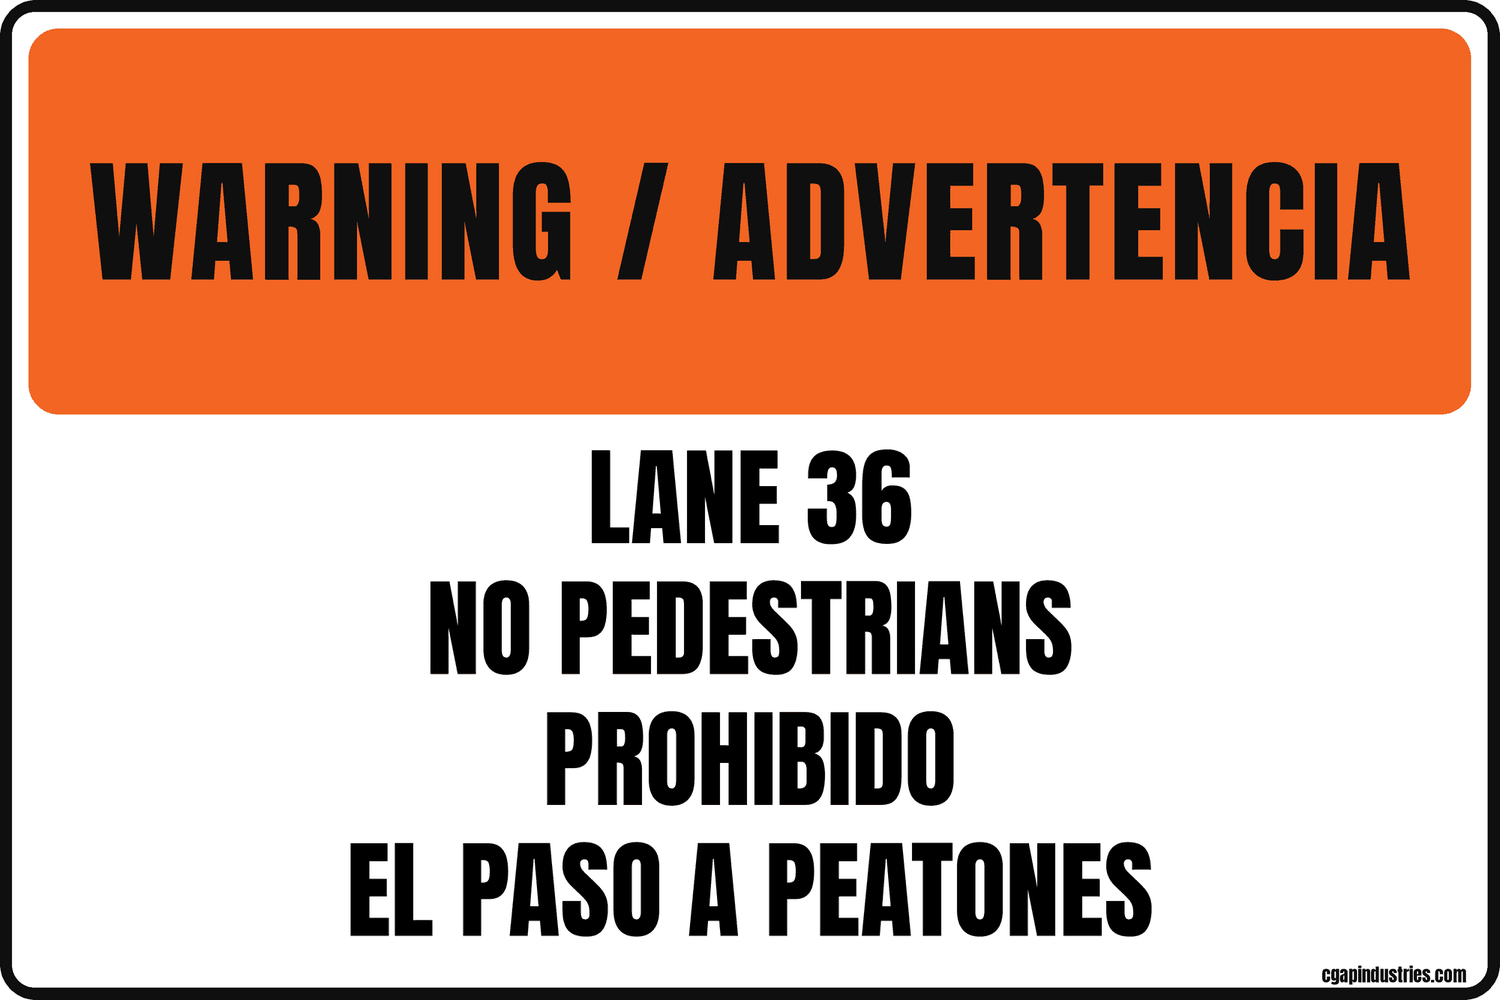 WARNING / ADVERTENCIA
LANE 36
NO PEDESTRIANS
PROHIBIDO
EL PASO A PEATONES
cgapindustries.com